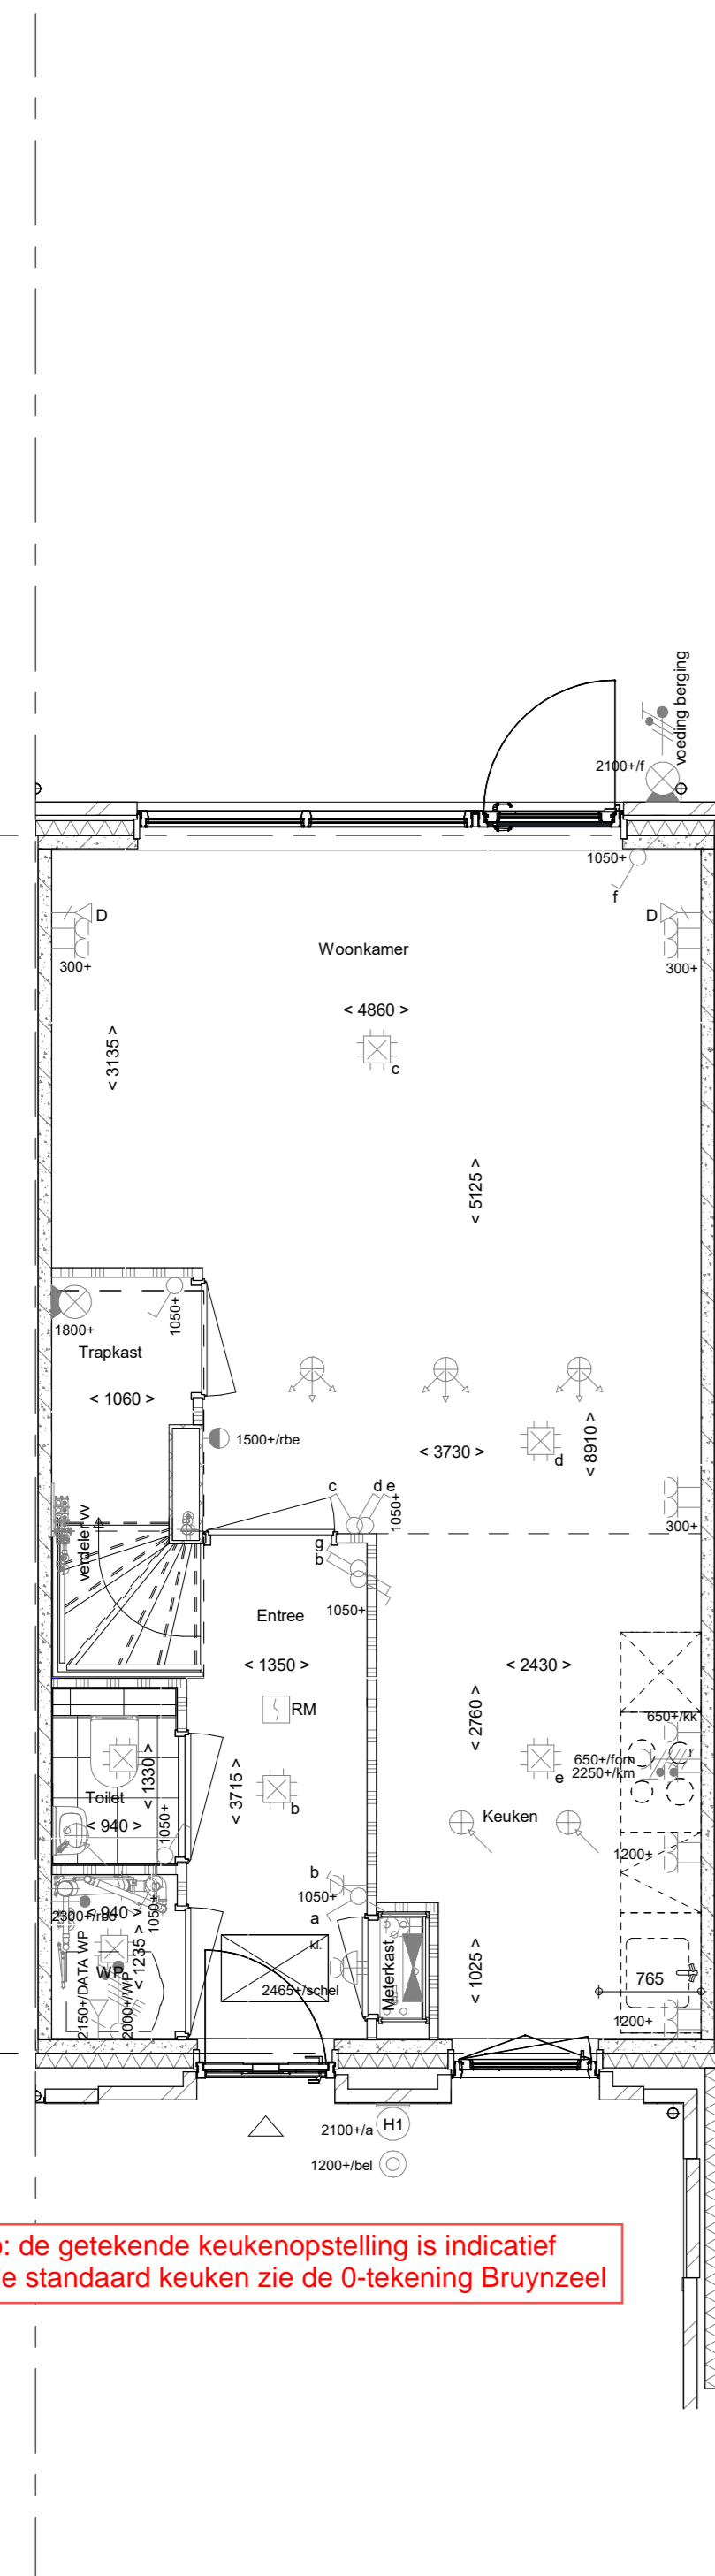 voeding berging
2100+/f
1050+
f
D
D
300+
300+
Woonkamer
< 4860 >
c
< 3135 >
< 5125 >
1050+
1800+
Trapkast
< 1060 >
1500+/rbe
< 3730 >
d
< 8910 >
c
d e
1050+
300+
verdeler vv
g
b
1050+
Entree
< 1350 >
< 2430 >
RM
< 2760 >
650+/kk
650+/forn
2250+/km
e
< 1330 >
Toilet
< 940 >
1050+
< 3715 >
b
Keuken
1200+
b
1050+
a
2300+/rbe
< 940 >
1050+
kl.
WP
< 1235 >
2150+/DATA WP
2000+/WP
2465+/schel
Meterkast
< 1025 >
765
1200+
2100+/a
H1
1200+/bel
: de getekende keukenopstelling is indicatief
e standaard keuken zie de 0-tekening Bruynzeel